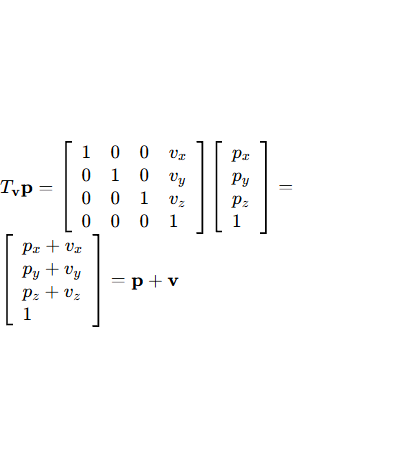 $T_{\mathbf{v}}\mathbf{p} = \begin{bmatrix} 1 & 0 & 0 & v_x \\ 0 & 1 & 0 & v_y \\ 0 & 0 & 1 & v_z \\ 0 & 0 & 0 & 1 \end{bmatrix} \begin{bmatrix} p_x \\ p_y \\ p_z \\ 1 \end{bmatrix} =$
$\begin{bmatrix} p_x + v_x \\ p_y + v_y \\ p_z + v_z \\ 1 \end{bmatrix} = \mathbf{p} + \mathbf{v}$